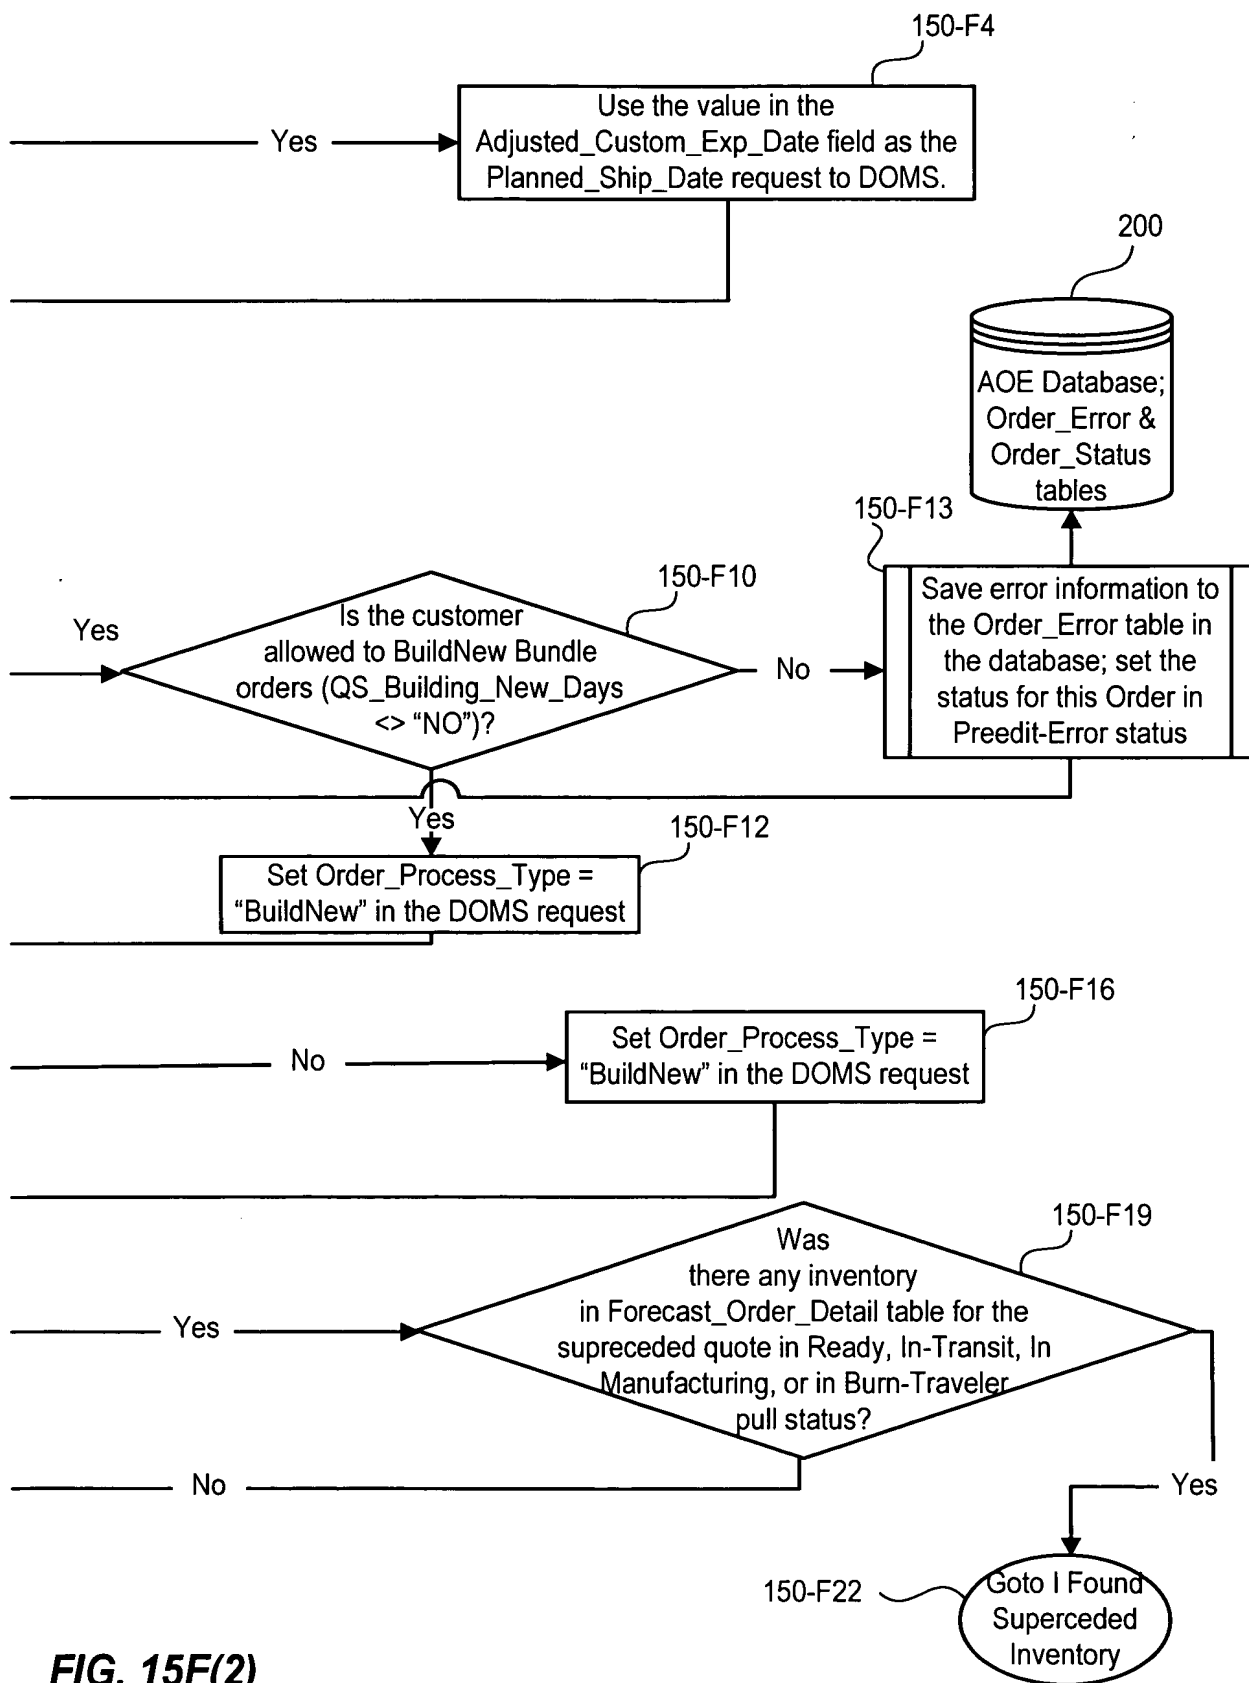 150-F4
Use the value in the
Adjusted_Custom_Exp_Date field as the
Planned_Ship_Date request to DOMS.
Yes
200
AOE Database;
Order_Error &
Order_Status
tables
150-F13
Save error information to
the Order_Error table in
the database; set the
status for this Order in
Preedit-Error status
150-F10
Yes
Is the customer
allowed to BuildNew Bundle
orders (QS_Building_New_Days
<> “NO”)?
No
Yes
150-F12
Set Order_Process_Type =
“BuildNew” in the DOMS request
150-F16
No
Set Order_Process_Type =
“BuildNew” in the DOMS request
150-F19
Yes
Was
there any inventory
in Forecast_Order_Detail table for the
supreceded quote in Ready, In-Transit, In
Manufacturing, or in Burn-Traveler
pull status?
No
Yes
150-F22
Goto I Found
Superceded
Inventory
FIG. 15F(2)